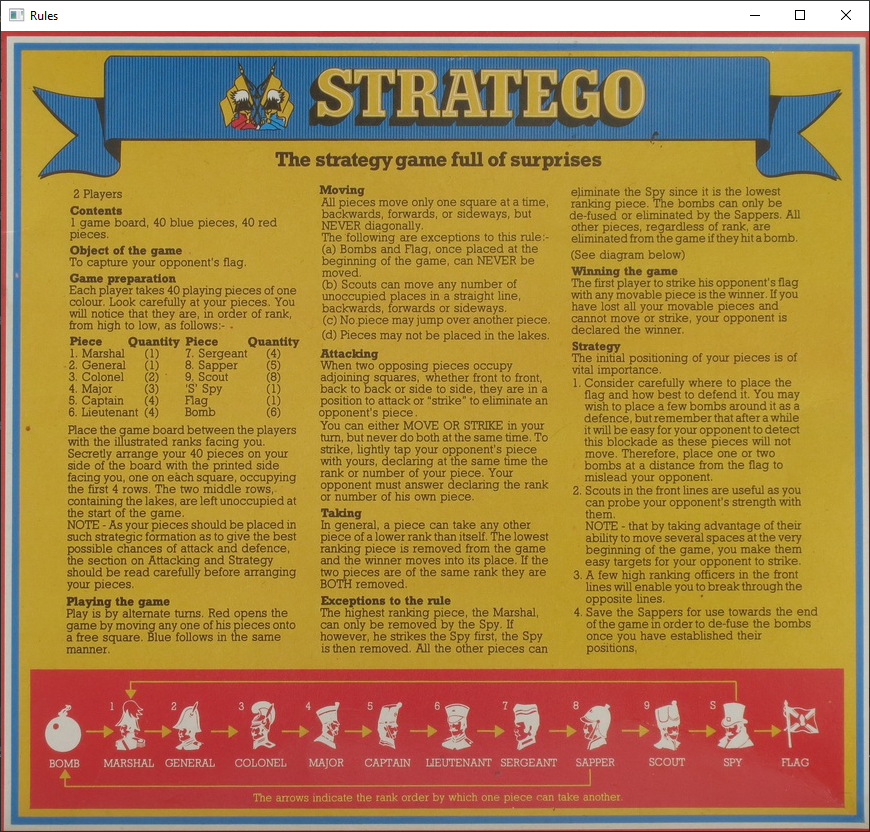 Rules
STRATEGO
The strategy game full of surprises
2 Players
Contents
1 game board, 40 blue pieces, 40 red
pieces.
Object of the game
To capture your opponent's flag.
Game preparation
Each player takes 40 playing pieces of one
colour. Look carefully at your pieces. You
will notice that they are, in order of rank,
from high to low, as follows:-
Piece Quantity Piece Quantity
1. Marshal (1) 7. Sergeant (4)
2. General (1) 8. Sapper (5)
3. Colonel (2) 9. Scout (8)
4. Major (3) 'S' Spy (1)
5. Captain (4) Flag (1)
6. Lieutenant (4) Bomb (6)
Place the game board between the players
with the illustrated ranks facing you.
Secretly arrange your 40 pieces on your
side of the board with the printed side
facing you, one on each square, occupying
the first 4 rows. The two middle rows,
containing the lakes, are left unoccupied at
the start of the game.
NOTE - As your pieces should be placed in
such strategic formation as to give the best
possible chances of attack and defence,
the section on Attacking and Strategy
should be read carefully before arranging
your pieces.
Playing the game
Play is by alternate turns. Red opens the
game by moving any one of his pieces onto
a free square. Blue follows in the same
manner.
Moving
All pieces move only one square at a time,
backwards, forwards, or sideways, but
NEVER diagonally.
The following are exceptions to this rule:-
(a) Bombs and Flag, once placed at the
beginning of the game, can NEVER be
moved.
(b) Scouts can move any number of
unoccupied places in a straight line,
backwards, forwards or sideways.
(c) No piece may jump over another piece.
(d) Pieces may not be placed in the lakes.
Attacking
When two opposing pieces occupy
adjoining squares, whether front to front,
back to back or side to side, they are in a
position to attack or "strike" to eliminate an
opponent's piece.
You can either MOVE OR STRIKE in your
turn, but never do both at the same time. To
strike, lightly tap your opponent's piece
with yours, declaring at the same time the
rank or number of your piece. Your
opponent must answer declaring the rank
or number of his own piece.
Taking
In general, a piece can take any other
piece of a lower rank than itself. The lowest
ranking piece is removed from the game
and the winner moves into its place. If the
two pieces are of the same rank they are
BOTH removed.
Exceptions to the rule
The highest ranking piece, the Marshal,
can only be removed by the Spy. If
however, he strikes the Spy first, the Spy
is then removed. All the other pieces can
eliminate the Spy since it is the lowest
ranking piece. The bombs can only be
de-fused or eliminated by the Sappers. All
other pieces, regardless of rank, are
eliminated from the game if they hit a bomb.
(See diagram below)
Winning the game
The first player to strike his opponent's flag
with any movable piece is the winner. If you
have lost all your movable pieces and
cannot move or strike, your opponent is
declared the winner.
Strategy
The initial positioning of your pieces is of
vital importance.
1. Consider carefully where to place the
flag and how best to defend it. You may
wish to place a few bombs around it as a
defence, but remember that after a while
it will be easy for your opponent to detect
this blockade as these pieces will not
move. Therefore, place one or two
bombs at a distance from the flag to
mislead your opponent.
2. Scouts in the front lines are useful as you
can probe your opponent's strength with
them.
NOTE - that by taking advantage of their
ability to move several spaces at the very
beginning of the game, you make them
easy targets for your opponent to strike.
3. A few high ranking officers in the front
lines will enable you to break through the
opposite lines.
4. Save the Sappers for use towards the end
of the game in order to de-fuse the bombs
once you have established their
positions.
1 2 3 4 5 6 7 8 9 S
BOMB MARSHAL GENERAL COLONEL MAJOR CAPTAIN LIEUTENANT SERGEANT SAPPER SCOUT SPY FLAG
The arrows indicate the rank order by which one piece can take another.